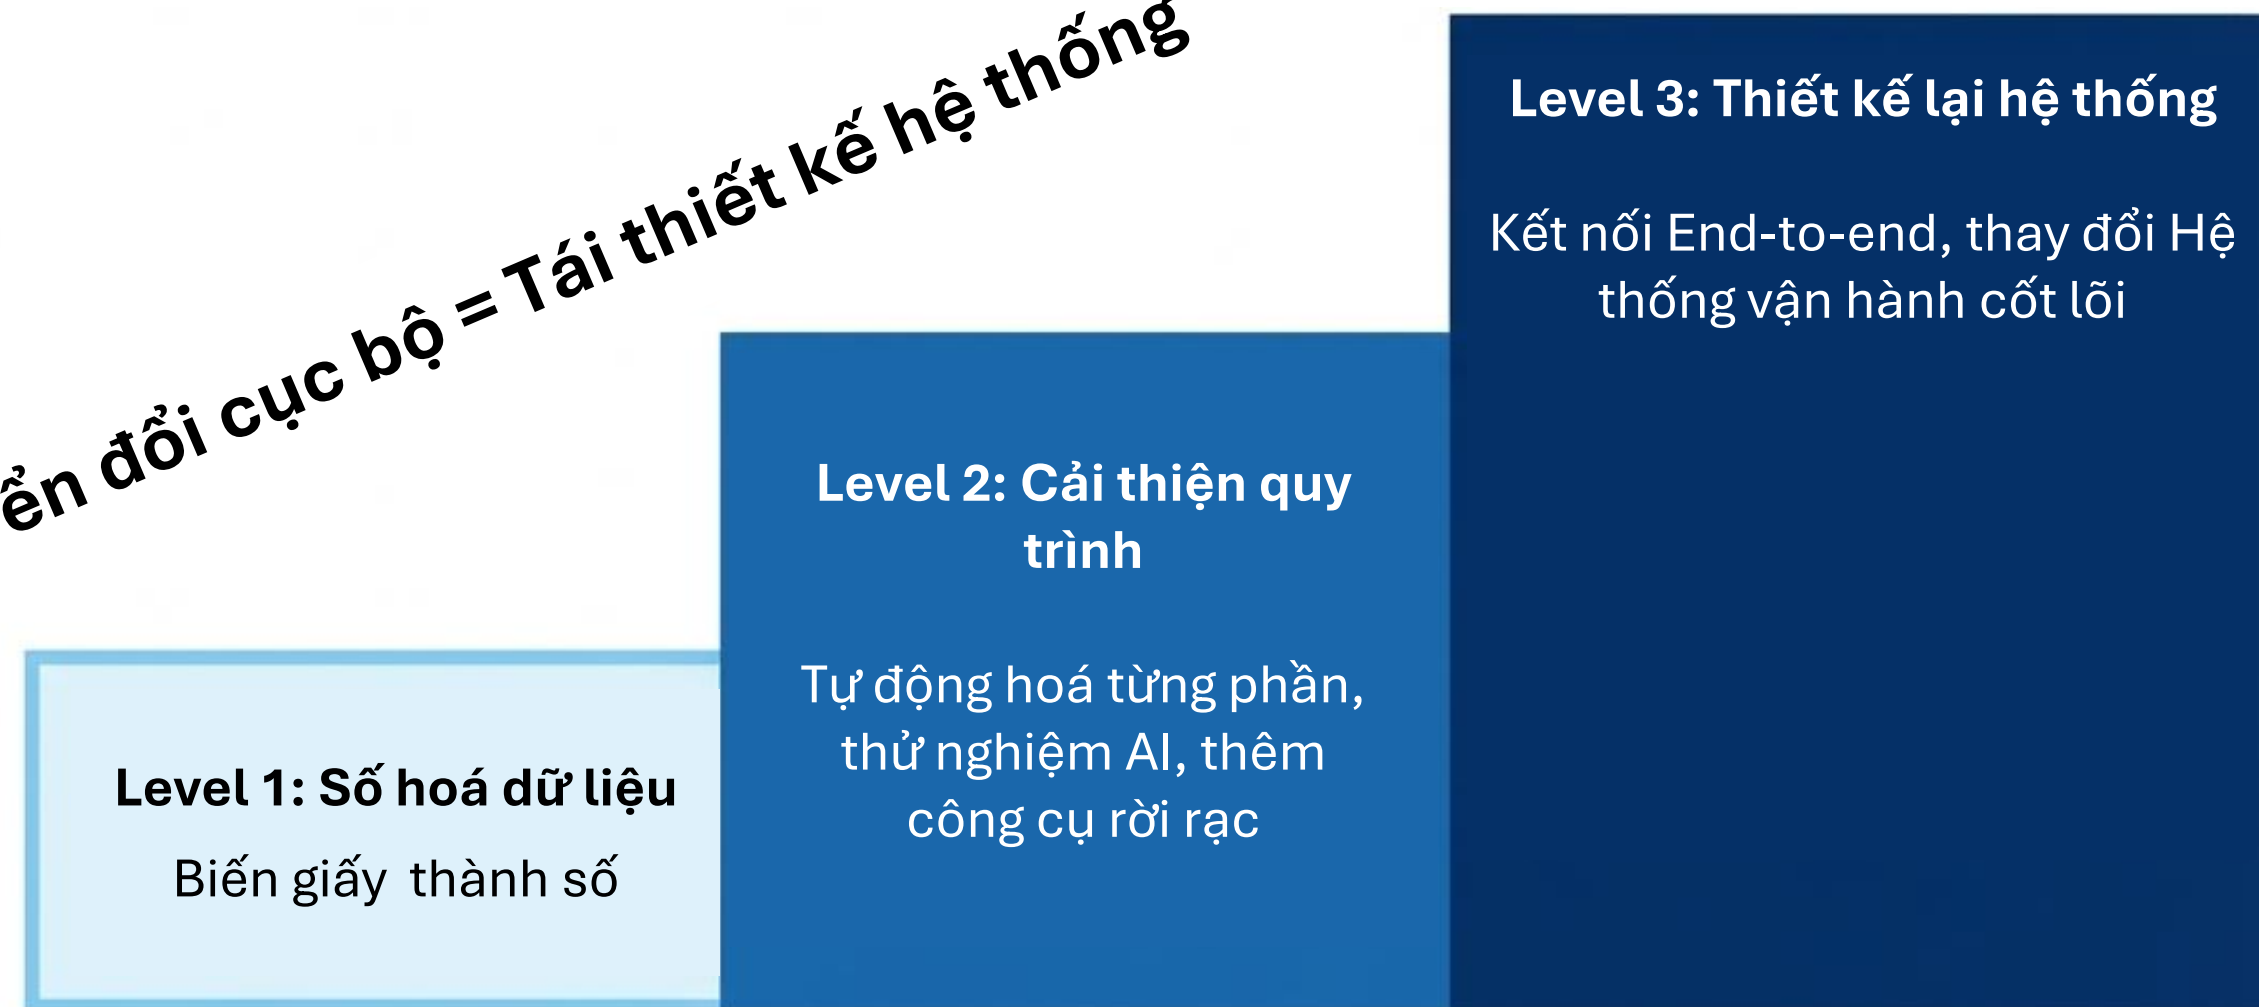 đổi cục bộ = Tái thiết kế hệ thống
Level 3: Thiết kế lại hệ thống
Kết nối End-to-end, thay đổi Hệ
thống vận hành cốt lõi
Level 2: Cải thiện quy
trình
Tự động hoá từng phần,
thử nghiệm AI, thêm
công cụ rời rạc
Level 1: Số hoá dữ liệu
Biến giấy thành số